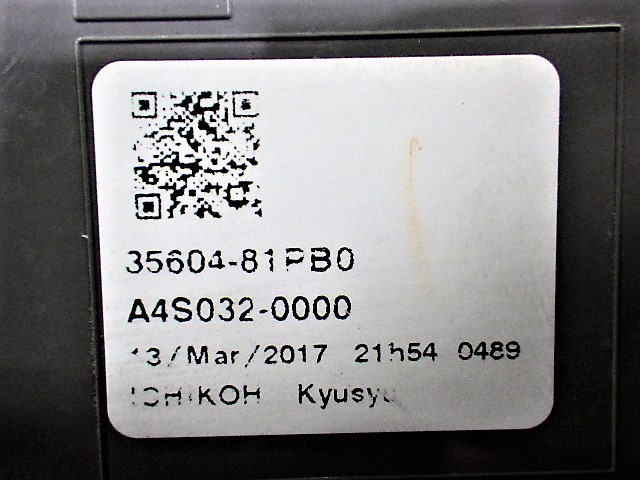 35604-81PB0
A4S032-0000
13/Mar/2017 21h54 0489
ICHIKOH Kyusyu